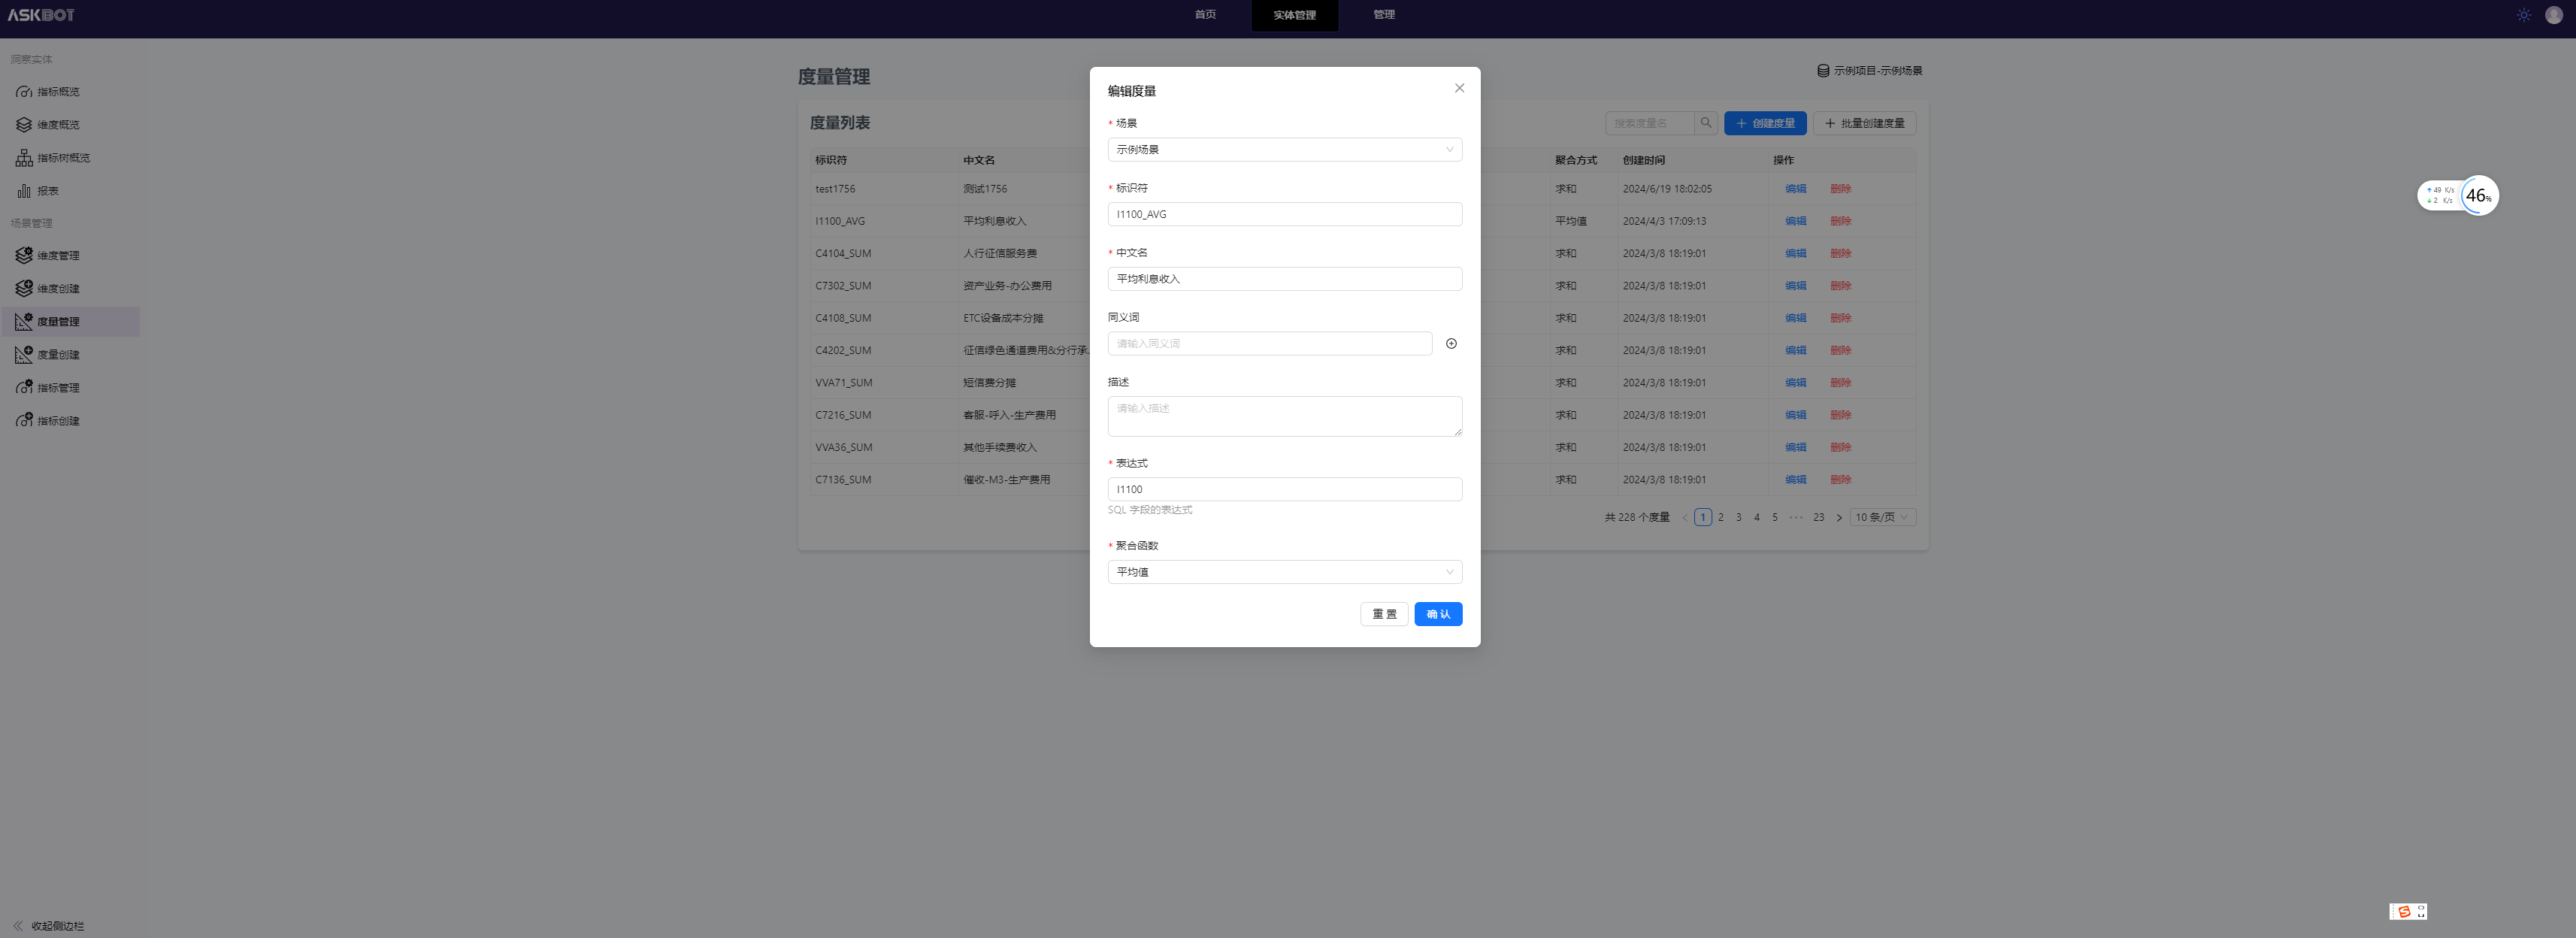 ASKBOT
首页
实体管理
管理
洞察实体
指标概览
维度概览
指标树概览
报表
场景管理
维度管理
维度创建
度量管理
度量创建
指标管理
指标创建
收起侧边栏
度量管理
示例项目-示例场景
度量列表
搜索度量名
创建度量
批量创建度量
标识符 中文名 聚合方式 创建时间 操作
test1756 测试1756 求和 2024/6/19 18:02:05 编辑 删除
I1100_AVG 平均利息收入 平均值 2024/4/3 17:09:13 编辑 删除
C4104_SUM 人行征信服务费 求和 2024/3/8 18:19:01 编辑 删除
C7302_SUM 资产业务-办公费用 求和 2024/3/8 18:19:01 编辑 删除
C4108_SUM ETC设备成本分摊 求和 2024/3/8 18:19:01 编辑 删除
C4202_SUM 征信绿色通道费用&分行承 求和 2024/3/8 18:19:01 编辑 删除
VVA71_SUM 短信费分摊 求和 2024/3/8 18:19:01 编辑 删除
C7216_SUM 客服-呼入-生产费用 求和 2024/3/8 18:19:01 编辑 删除
VVA36_SUM 其他手续费收入 求和 2024/3/8 18:19:01 编辑 删除
C7136_SUM 催收-M3-生产费用 求和 2024/3/8 18:19:01 编辑 删除
共 228 个度量 < 1 2 3 4 5 ••• 23 > 10 条/页
编辑度量
* 场景
示例场景
* 标识符
I1100_AVG
* 中文名
平均利息收入
同义词
请输入同义词
描述
请输入描述
* 表达式
I1100
SQL 字段的表达式
* 聚合函数
平均值
重 置
确 认
↑ 49 K/s
↓ 2 K/s
46%